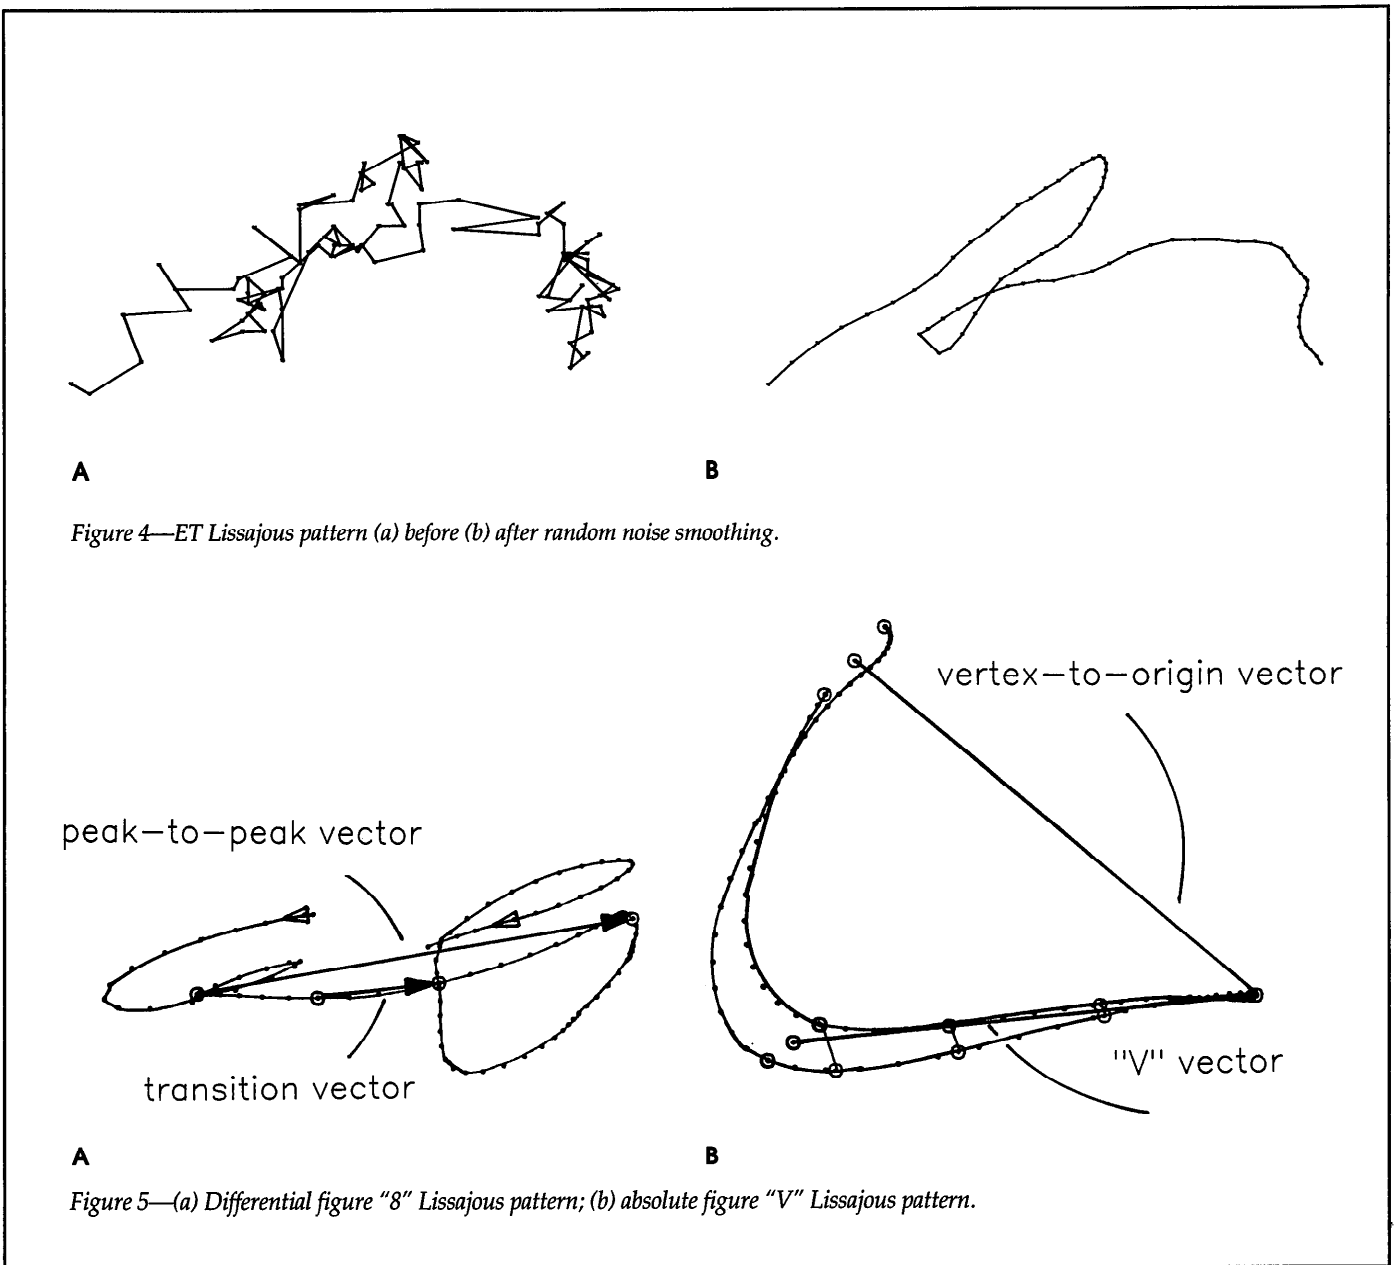 A
B
Figure 4—ET Lissajous pattern (a) before (b) after random noise smoothing.
vertex-to-origin vector
peak-to-peak vector
"V" vector
transition vector
A
B
Figure 5—(a) Differential figure "8" Lissajous pattern; (b) absolute figure "V" Lissajous pattern.